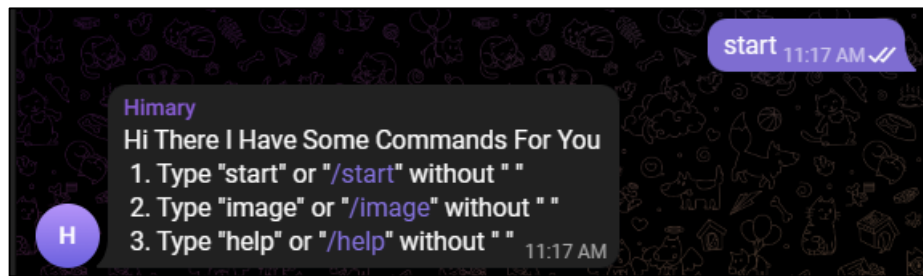 start 11:17 AM
Himary
Hi There I Have Some Commands For You
1. Type "start" or "/start" without " "
2. Type "image" or "/image" without " "
H
3. Type "help" or "/help" without " " 11:17 AM